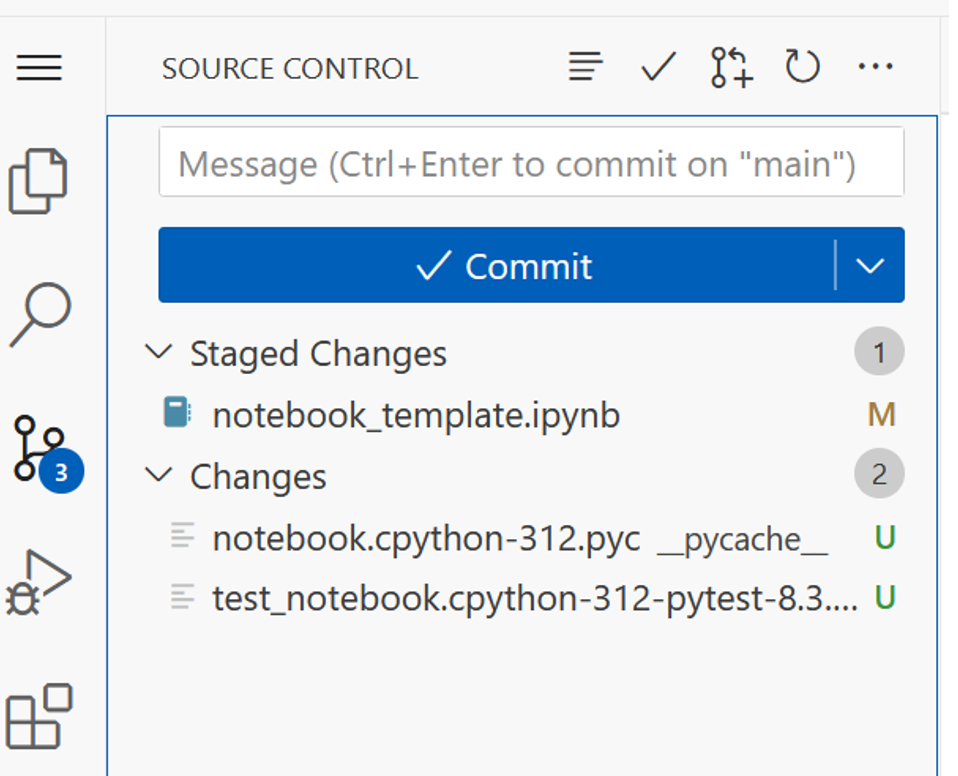 SOURCE CONTROL
Message (Ctrl+Enter to commit on "main")
Commit
Staged Changes 1
notebook_template.ipynb M
3
Changes 2
notebook.cpython-312.pyc __pycache__ U
test_notebook.cpython-312-pytest-8.3.... U